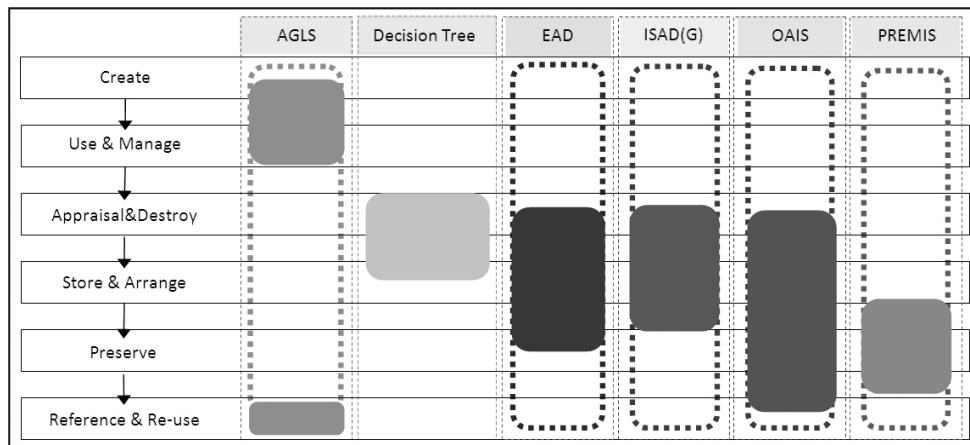 AGLS
Decision Tree
EAD
ISAD(G)
OAIS
PREMIS
Create
Use & Manage
Appraisal&Destroy
Store & Arrange
Preserve
Reference & Re-use